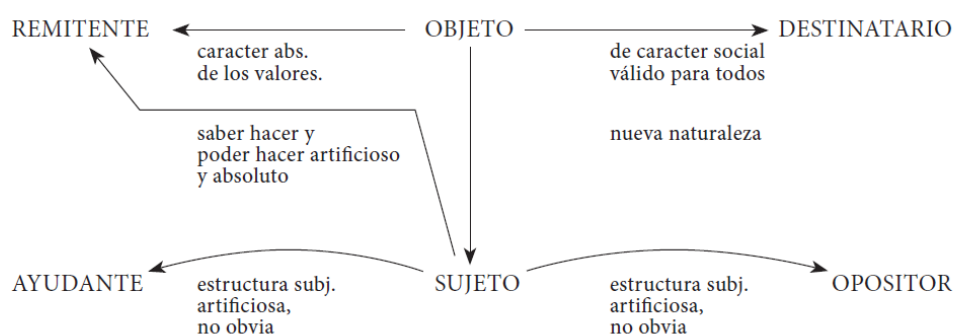 REMITENTE OBJETO DESTINATARIO
caracter abs.
de los valores.
de caracter social
válido para todos
saber hacer y
poder hacer artificioso
y absoluto
nueva naturaleza
AYUDANTE SUJETO OPOSITOR
estructura subj.
artificiosa,
no obvia
estructura subj.
artificiosa,
no obvia